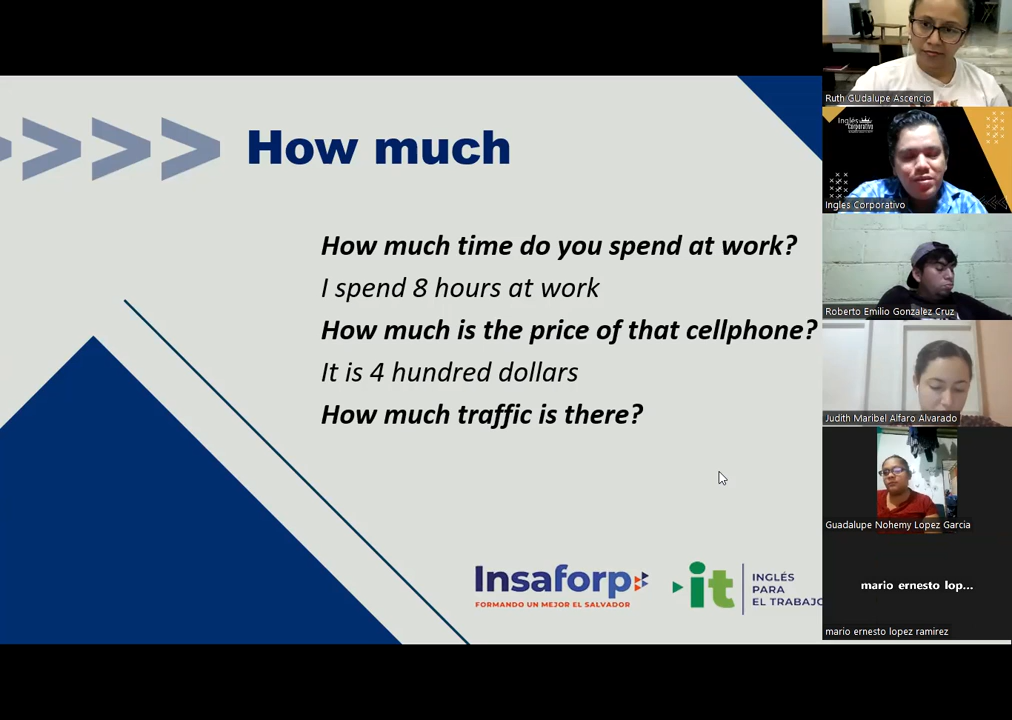 How much
How much time do you spend at work?
I spend 8 hours at work
How much is the price of that cellphone?
It is 4 hundred dollars
How much traffic is there?
Insaforp
FORMANDO UN MEJOR EL SALVADOR
it
INGLÉS
PARA
EL TRABAJO
Ruth GUdalupe Ascencio
Inglés
Corporativo
Ingles Corporativo
Roberto Emilio Gonzalez Cruz
Judith Maribel Alfaro Alvarado
Guadalupe Nohemy Lopez Garcia
mario ernesto lop...
mario ernesto lopez ramirez